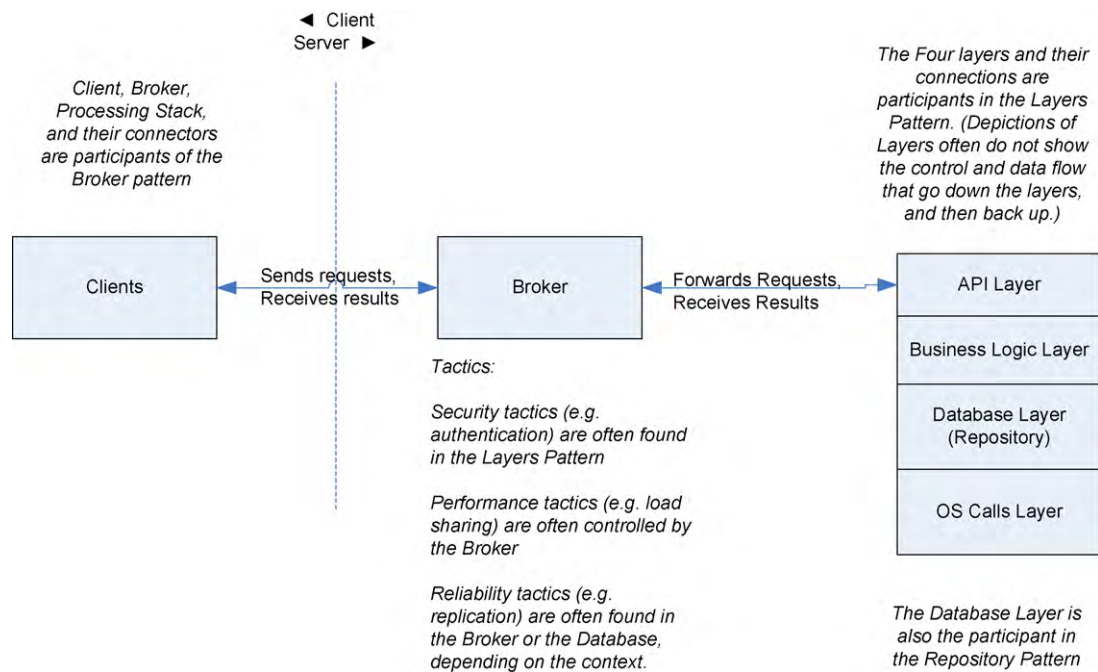 ◄ Client
Server ►
Client, Broker,
Processing Stack,
and their connectors
are participants of the
Broker pattern
The Four layers and their
connections are
participants in the Layers
Pattern. (Depictions of
Layers often do not show
the control and data flow
that go down the layers,
and then back up.)
Clients
Sends requests,
Receives results
Broker
Forwards Requests,
Receives Results
API Layer
Business Logic Layer
Database Layer
(Repository)
OS Calls Layer
Tactics:
Security tactics (e.g.
authentication) are often found
in the Layers Pattern
Performance tactics (e.g. load
sharing) are often controlled by
the Broker
Reliability tactics (e.g.
replication) are often found in
the Broker or the Database,
depending on the context.
The Database Layer is
also the participant in
the Repository Pattern